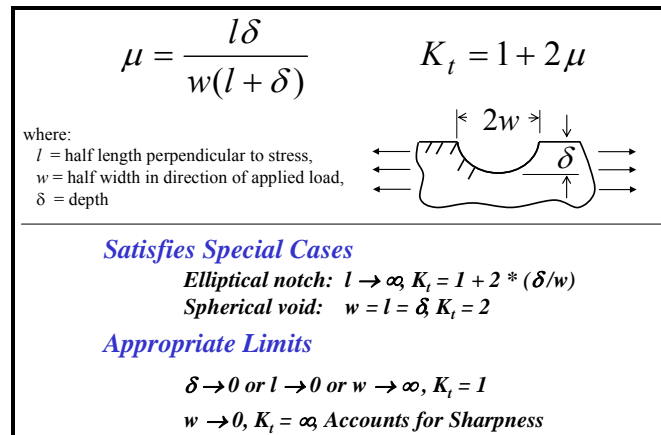 μ = lδ / w(l + δ)    K_t = 1 + 2μ
where:
l = half length perpendicular to stress,
w = half width in direction of applied load,
δ = depth
2w
δ
Satisfies Special Cases
Elliptical notch: l → ∞, K_t = 1 + 2 * (δ/w)
Spherical void: w = l = δ, K_t = 2
Appropriate Limits
δ → 0 or l → 0 or w → ∞, K_t = 1
w → 0, K_t = ∞, Accounts for Sharpness